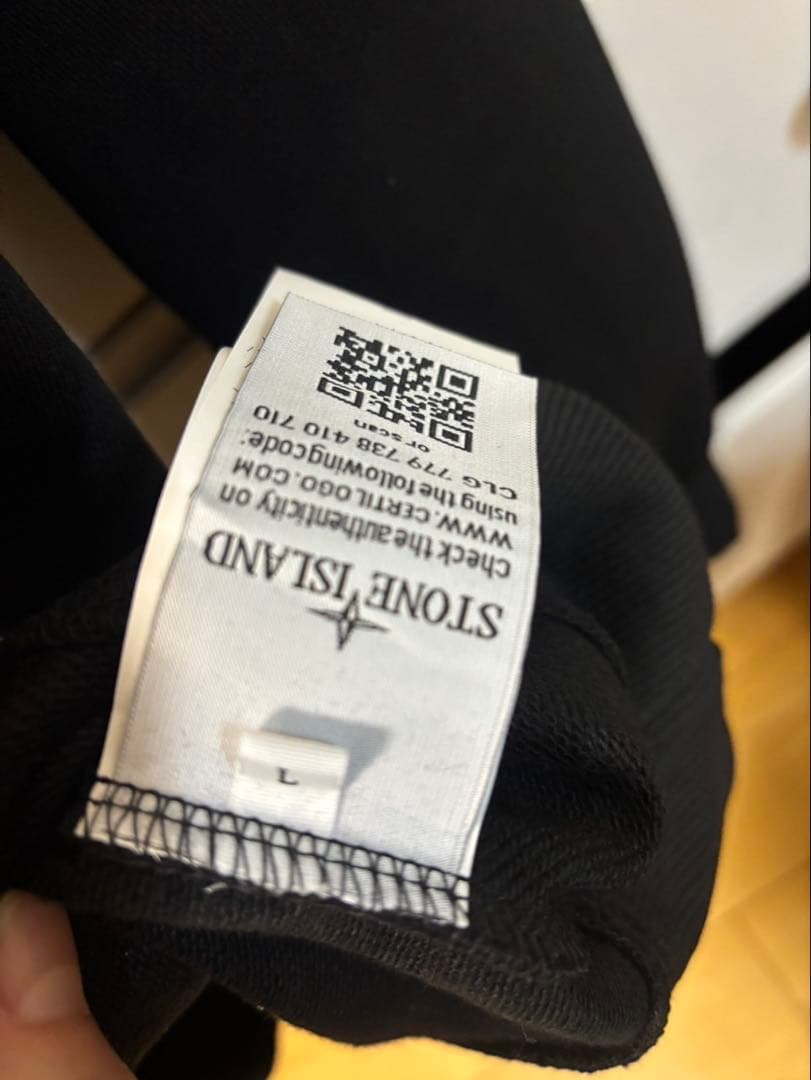 L
STONE ISLAND
check the authenticity on
WWW.CERTILOGO.COM
using the following code:
CLG 779 738 410 710
or scan